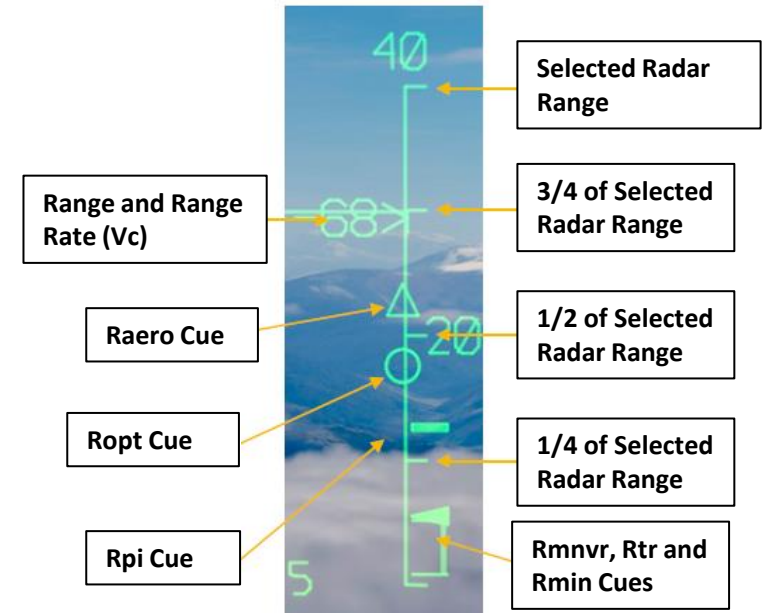 40
Selected Radar
Range
Range and Range
Rate (Vc)
68>
3/4 of Selected
Radar Range
Raero Cue
20
1/2 of Selected
Radar Range
Ropt Cue
1/4 of Selected
Radar Range
Rpi Cue
5
Rmnvr, Rtr and
Rmin Cues